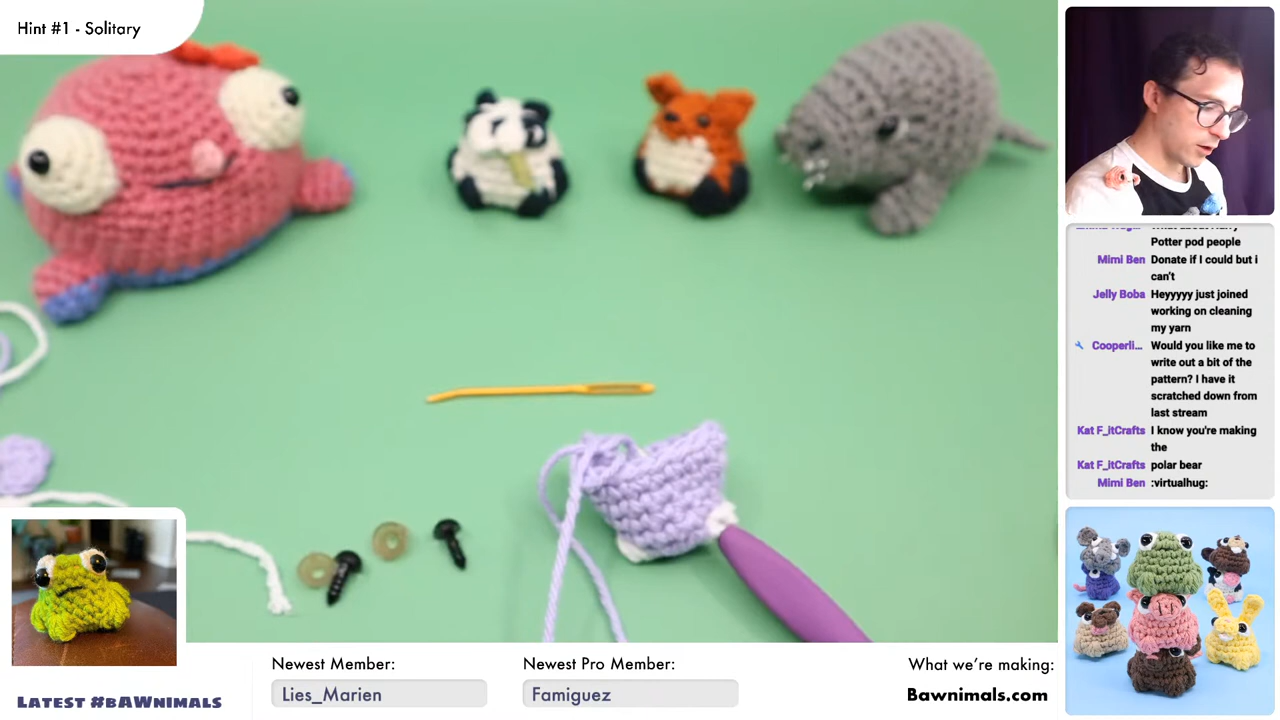 Hint #1 - Solitary
Potter pod people
Mimi Ben Donate if I could but i
can't
Jelly Boba Heyyyyy just joined
working on cleaning
my yarn
Cooperli... Would you like me to
write out a bit of the
pattern? I have it
scratched down from
last stream
Kat F_itCrafts I know you're making
the
Kat F_itCrafts polar bear
Mimi Ben :virtualhug:
Newest Member:
Lies_Marien
Newest Pro Member:
Famiguez
What we're making:
Bawnimals.com
Latest #bAWnimals